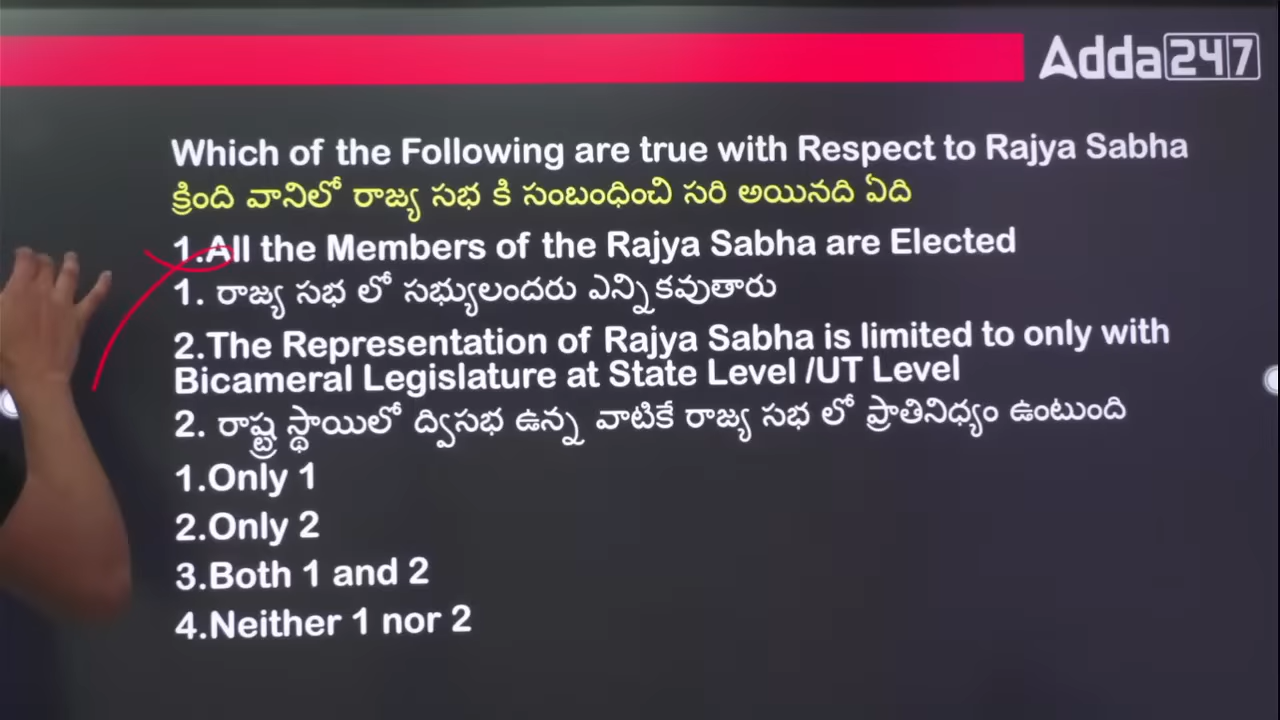 Adda247
Which of the Following are true with Respect to Rajya Sabha
క్రింది వానిలో రాజ్య సభ కి సంబంధించి సరి అయినది ఏది
1.All the Members of the Rajya Sabha are Elected
1. రాజ్య సభ లో సభ్యులందరు ఎన్నికవుతారు
2.The Representation of Rajya Sabha is limited to only with
Bicameral Legislature at State Level /UT Level
2. రాష్ట్ర స్థాయిలో ద్విసభ ఉన్న వాటికే రాజ్య సభ లో ప్రాతినిధ్యం ఉంటుంది
1.Only 1
2.Only 2
3.Both 1 and 2
4.Neither 1 nor 2